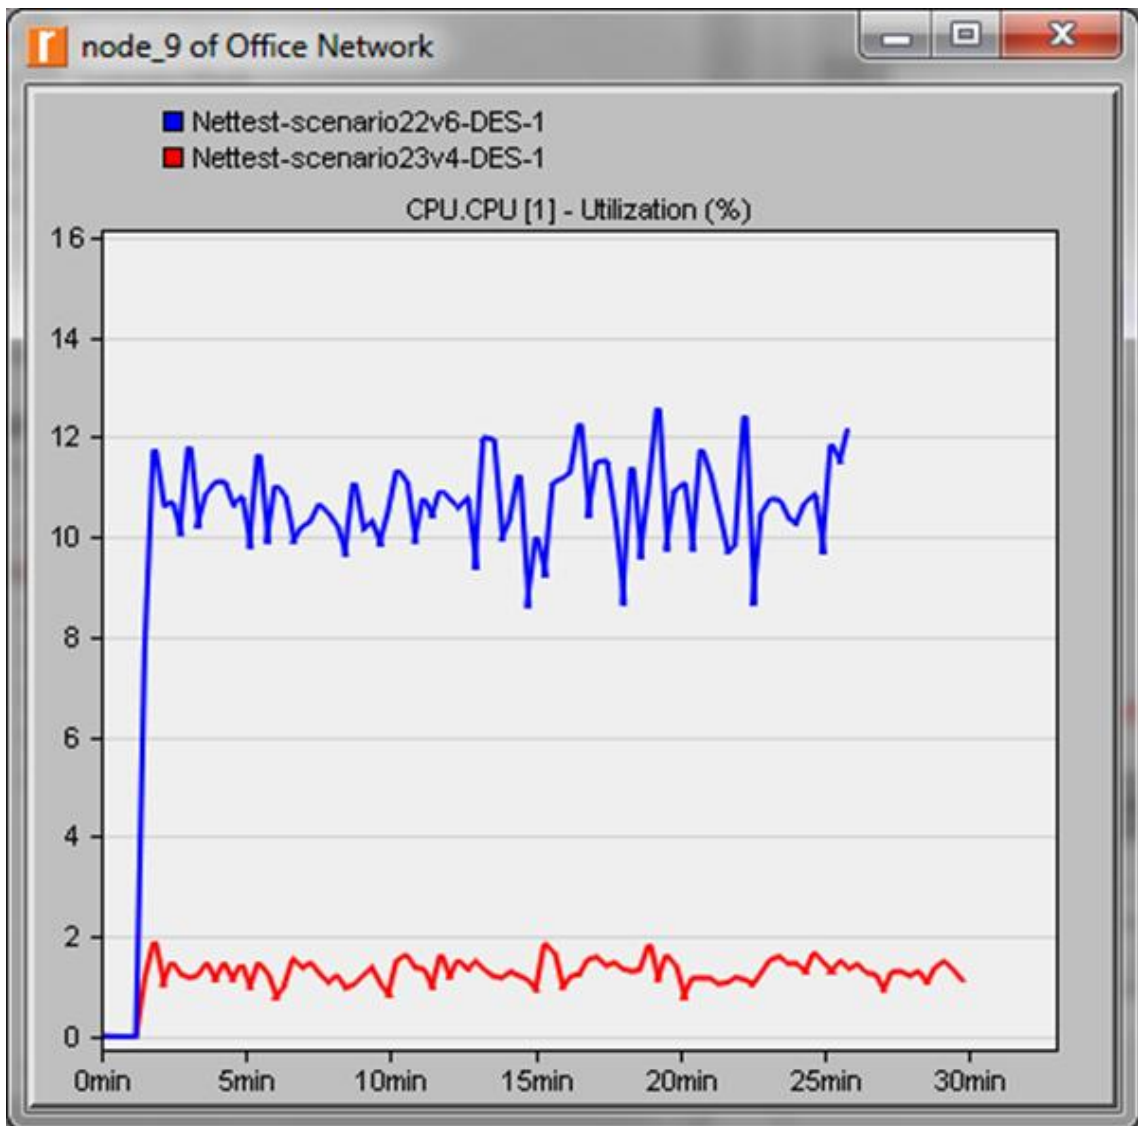 node_9 of Office Network
Nettest-scenario22v6-DES-1
Nettest-scenario23v4-DES-1
CPU.CPU [1] - Utilization (%)
16
14
12
10
8
6
4
2
0
0min 5min 10min 15min 20min 25min 30min